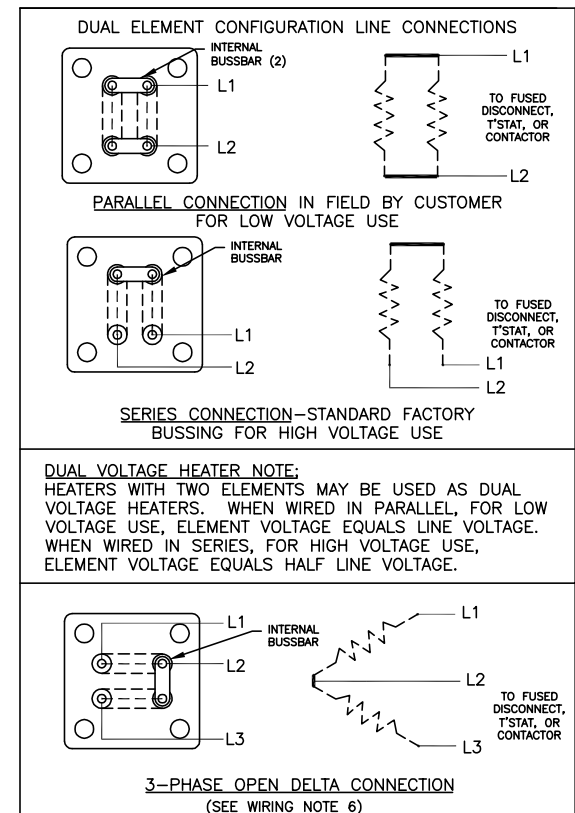 DUAL ELEMENT CONFIGURATION LINE CONNECTIONS
INTERNAL
BUSSBAR (2)
L1
L2
L1
TO FUSED
DISCONNECT,
T'STAT, OR
CONTACTOR
L2
PARALLEL CONNECTION IN FIELD BY CUSTOMER
FOR LOW VOLTAGE USE
INTERNAL
BUSSBAR
L1
L2
TO FUSED
DISCONNECT,
T'STAT, OR
CONTACTOR
L1
L2
SERIES CONNECTION-STANDARD FACTORY
BUSSING FOR HIGH VOLTAGE USE
DUAL VOLTAGE HEATER NOTE;
HEATERS WITH TWO ELEMENTS MAY BE USED AS DUAL
VOLTAGE HEATERS. WHEN WIRED IN PARALLEL, FOR LOW
VOLTAGE USE, ELEMENT VOLTAGE EQUALS LINE VOLTAGE.
WHEN WIRED IN SERIES, FOR HIGH VOLTAGE USE,
ELEMENT VOLTAGE EQUALS HALF LINE VOLTAGE.
L1
INTERNAL
BUSSBAR
L2
L3
L1
L2
TO FUSED
DISCONNECT,
T'STAT, OR
CONTACTOR
L3
3-PHASE OPEN DELTA CONNECTION
(SEE WIRING NOTE 6)